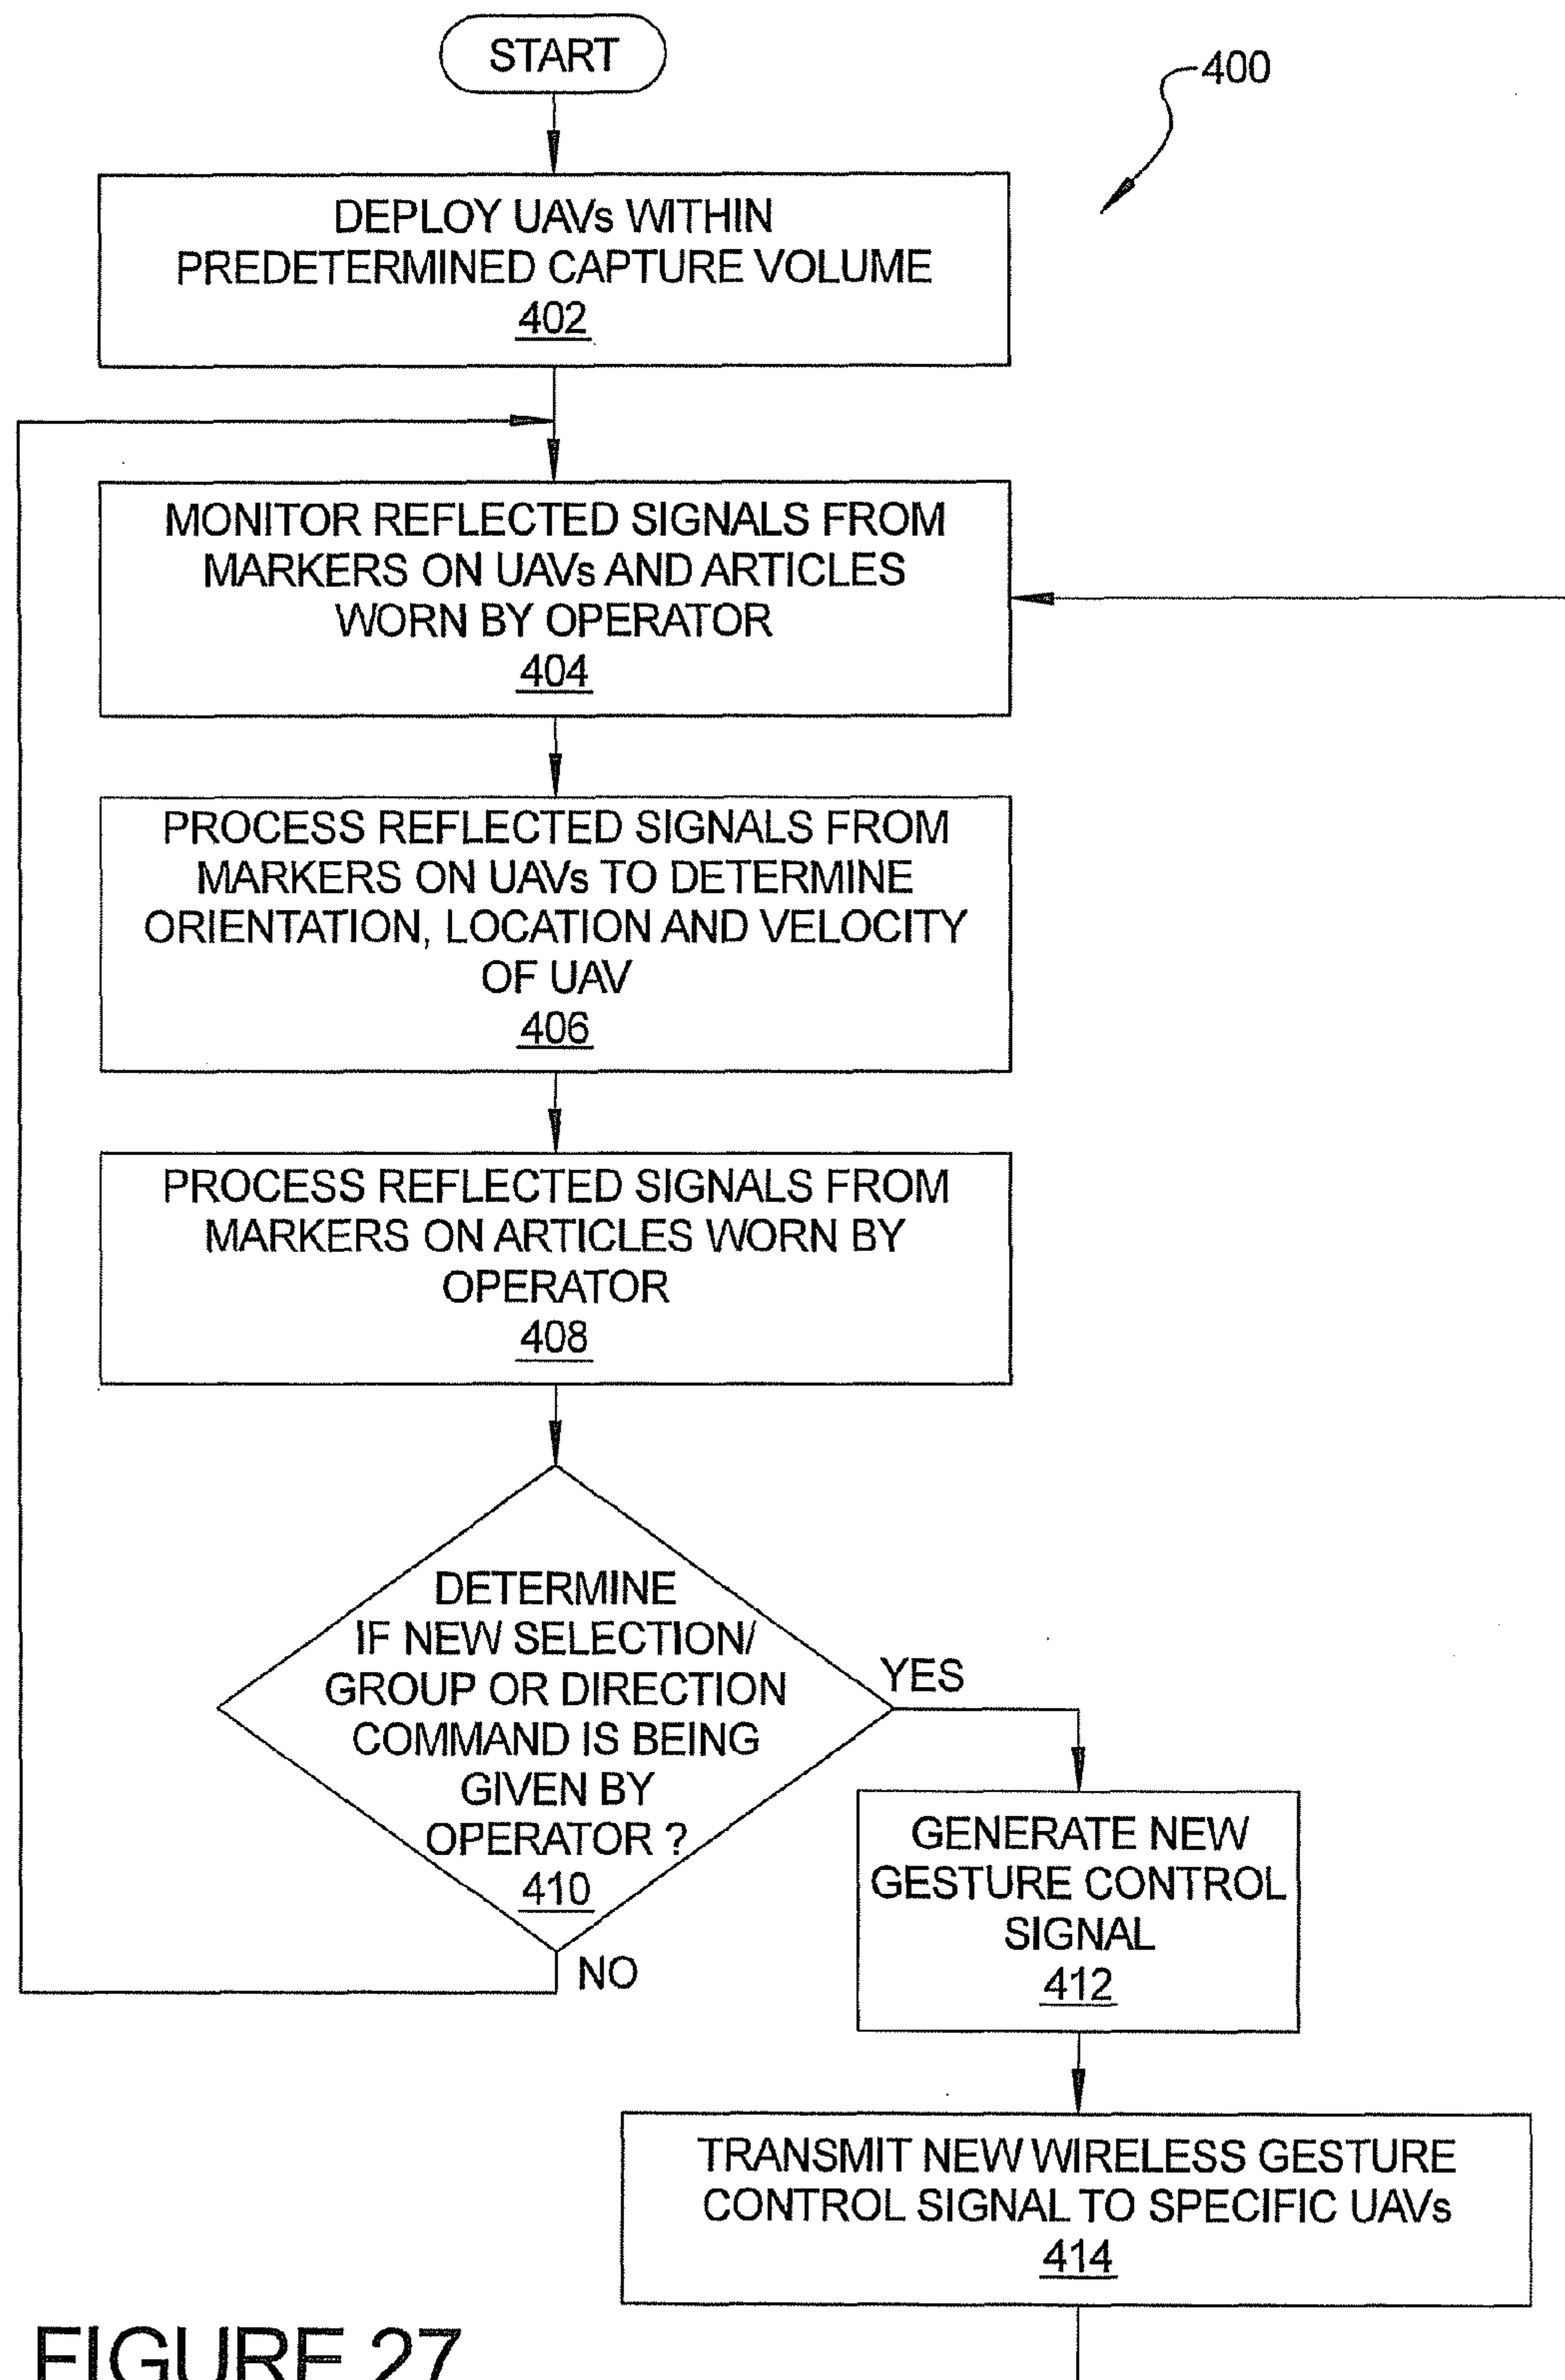 START
400
DEPLOY UAVs WITHIN
PREDETERMINED CAPTURE VOLUME
402
MONITOR REFLECTED SIGNALS FROM
MARKERS ON UAVs AND ARTICLES
WORN BY OPERATOR
404
PROCESS REFLECTED SIGNALS FROM
MARKERS ON UAVs TO DETERMINE
ORIENTATION, LOCATION AND VELOCITY
OF UAV
406
PROCESS REFLECTED SIGNALS FROM
MARKERS ON ARTICLES WORN BY
OPERATOR
408
DETERMINE
IF NEW SELECTION/
GROUP OR DIRECTION
COMMAND IS BEING
GIVEN BY
OPERATOR ?
410
YES
NO
GENERATE NEW
GESTURE CONTROL
SIGNAL
412
TRANSMIT NEW WIRELESS GESTURE
CONTROL SIGNAL TO SPECIFIC UAVs
414
FIGURE 27